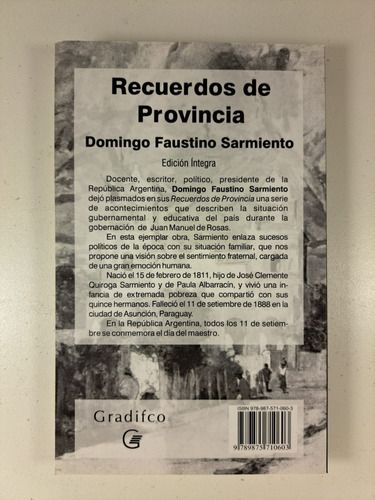 Recuerdos de
Provincia
Domingo Faustino Sarmiento
Edición Íntegra
Docente, escritor, político, presidente de la
República Argentina, Domingo Faustino Sarmiento
dejó plasmados en sus Recuerdos de Provincia una serie
de acontecimientos que describen la situación
gubernamental y educativa del país durante la
gobernación de Juan Manuel de Rosas.
En esta ejemplar obra, Sarmiento enlaza sucesos
políticos de la época con su situación familiar, que nos
propone una visión sobre el sentimiento fraternal, cargada
de una gran emoción humana.
Nació el 15 de febrero de 1811, hijo de José Clemente
Quiroga Sarmiento y de Paula Albarracín, y vivió una in-
fancia de extremada pobreza que compartió con sus
quince hermanos. Falleció el 11 de setiembre de 1888 en la
ciudad de Asunción, Paraguay.
En la República Argentina, todos los 11 de setiem-
bre se conmemora el día del maestro.
Gradifco
G
ISBN 978-987-571-060-3
9789875710603